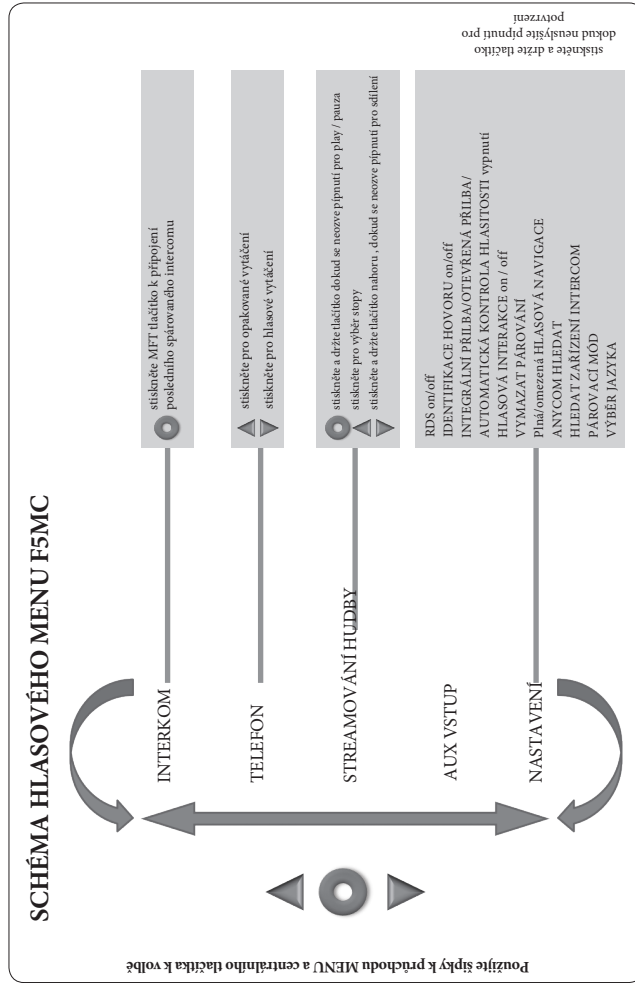 SCHÉMA HLASOVÉHO MENU F5MC
Použijte šipky k průchodu MENU a centrálního tlačítka k volbě
INTERKOM
stiskněte MFT tlačítko k připojení
posledního spárovaného intercomu
TELEFON
stiskněte pro opakované vytáčení
stiskněte pro hlasové vytáčení
STREAMOVÁNÍ HUDBY
stiskněte a držte tlačítko dokud se neozve pípnutí pro play / pauza
stiskněte pro výběr stopy
stiskněte a držte tlačítko nahoru , dokud se neozve pípnutí pro sdílení
AUX VSTUP
NASTAVENÍ
RDS on/off
IDENTIFIKACE HOVORU on/off
INTEGRÁLNÍ PŘILBA/OTEVŘENÁ PŘILBA/
AUTOMATICKÁ KONTROLA HLASITOSTI vypnutí
HLASOVÁ INTERAKCE on / off
VYMAZAT PÁROVÁNÍ
Plná/omezená HLASOVÁ NAVIGACE
ANYCOM HLEDAT
HLEDAT ZAŘÍZENÍ INTERCOM
PÁROVACÍ MÓD
VÝBĚR JAZYKA
stiskněte a držte tlačítko
dokud neuslyšíte pípnutí pro
potvrzení